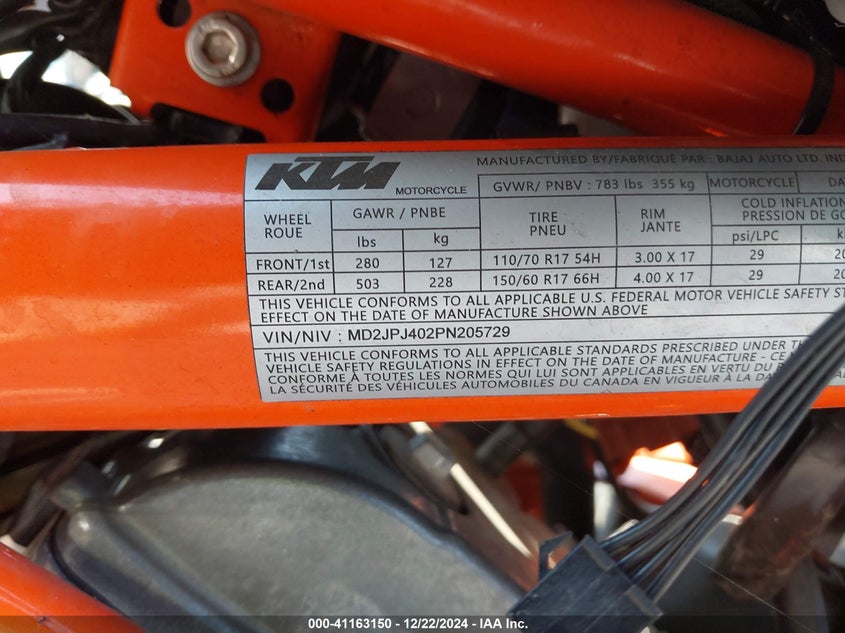 KTM MOTORCYCLE
MANUFACTURED BY/FABRIQUÉ PAR : BAJAJ AUTO LTD.
GVWR/ PNBV : 783 lbs 355 kg MOTORCYCLE
WHEEL ROUE GAWR / PNBE TIRE PNEU RIM JANTE COLD PRESSION DE
lbs kg psi/LPC
FRONT/1st 280 127 110/70 R17 54H 3.00 X 17 29
REAR/2nd 503 228 150/60 R17 66H 4.00 X 17 29
THIS VEHICLE CONFORMS TO ALL APPLICABLE U.S. FEDERAL MOTOR VEHICLE SAFETY
EFFECT ON THE DATE OF MANUFACTURE SHOWN ABOVE
VIN/NIV : MD2JPJ402PN205729
THIS VEHICLE CONFORMS TO ALL APPLICABLE STANDARDS PRESCRIBED UNDER
VEHICLE SAFETY REGULATIONS IN EFFECT ON THE DATE OF MANUFACTURE - CE
CONFORME À TOUTES LES NORMES QUI LUI SONT APPLICABLES EN VERTU DU
LA SÉCURITÉ DES VÉHICULES AUTOMOBILES DU CANADA EN VIGUEUR À LA
000-41163150 - 12/22/2024 - IAA Inc.